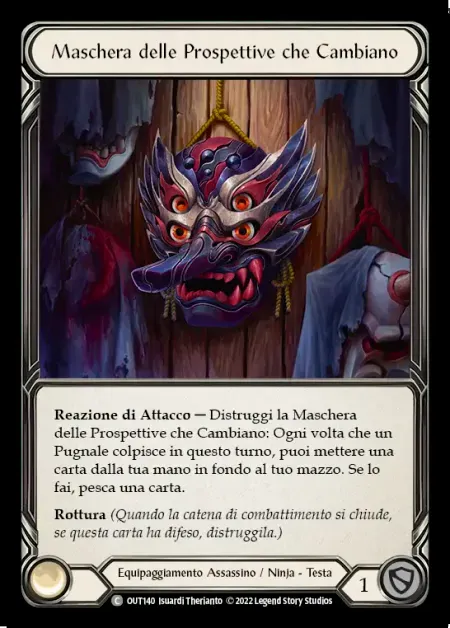 Maschera delle Prospettive che Cambiano
Reazione di Attacco — Distruggi la Maschera
delle Prospettive che Cambiano: Ogni volta che un
Pugnale colpisce in questo turno, puoi mettere una
carta dalla tua mano in fondo al tuo mazzo. Se lo
fai, pesca una carta.
Rottura (Quando la catena di combattimento si chiude,
se questa carta ha difeso, distruggila.)
Equipaggiamento Assassino / Ninja - Testa
1
C OUT140 Isuardi Therianto © 2022 Legend Story Studios